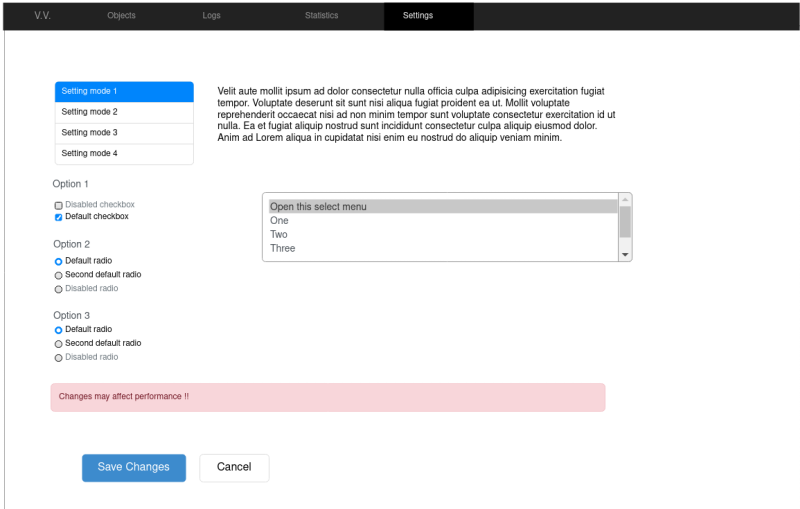 V.V.
Objects
Logs
Statistics
Settings
Setting mode 1
Setting mode 2
Setting mode 3
Setting mode 4
Velit aute mollit ipsum ad dolor consectetur nulla officia culpa adipisicing exercitation fugiat
tempor. Voluptate deserunt sit sunt nisi aliqua fugiat proident ea ut. Mollit voluptate
reprehenderit occaecat nisi ad non minim tempor sunt voluptate consectetur exercitation id ut
nulla. Ea et fugiat aliquip nostrud sunt incididunt consectetur culpa aliquip eiusmod dolor.
Anim ad Lorem aliqua in cupidatat nisi enim eu nostrud do aliquip veniam minim.
Option 1
Disabled checkbox
Default checkbox
Open this select menu
One
Two
Three
Option 2
Default radio
Second default radio
Disabled radio
Option 3
Default radio
Second default radio
Disabled radio
Changes may affect performance !!
Save Changes
Cancel